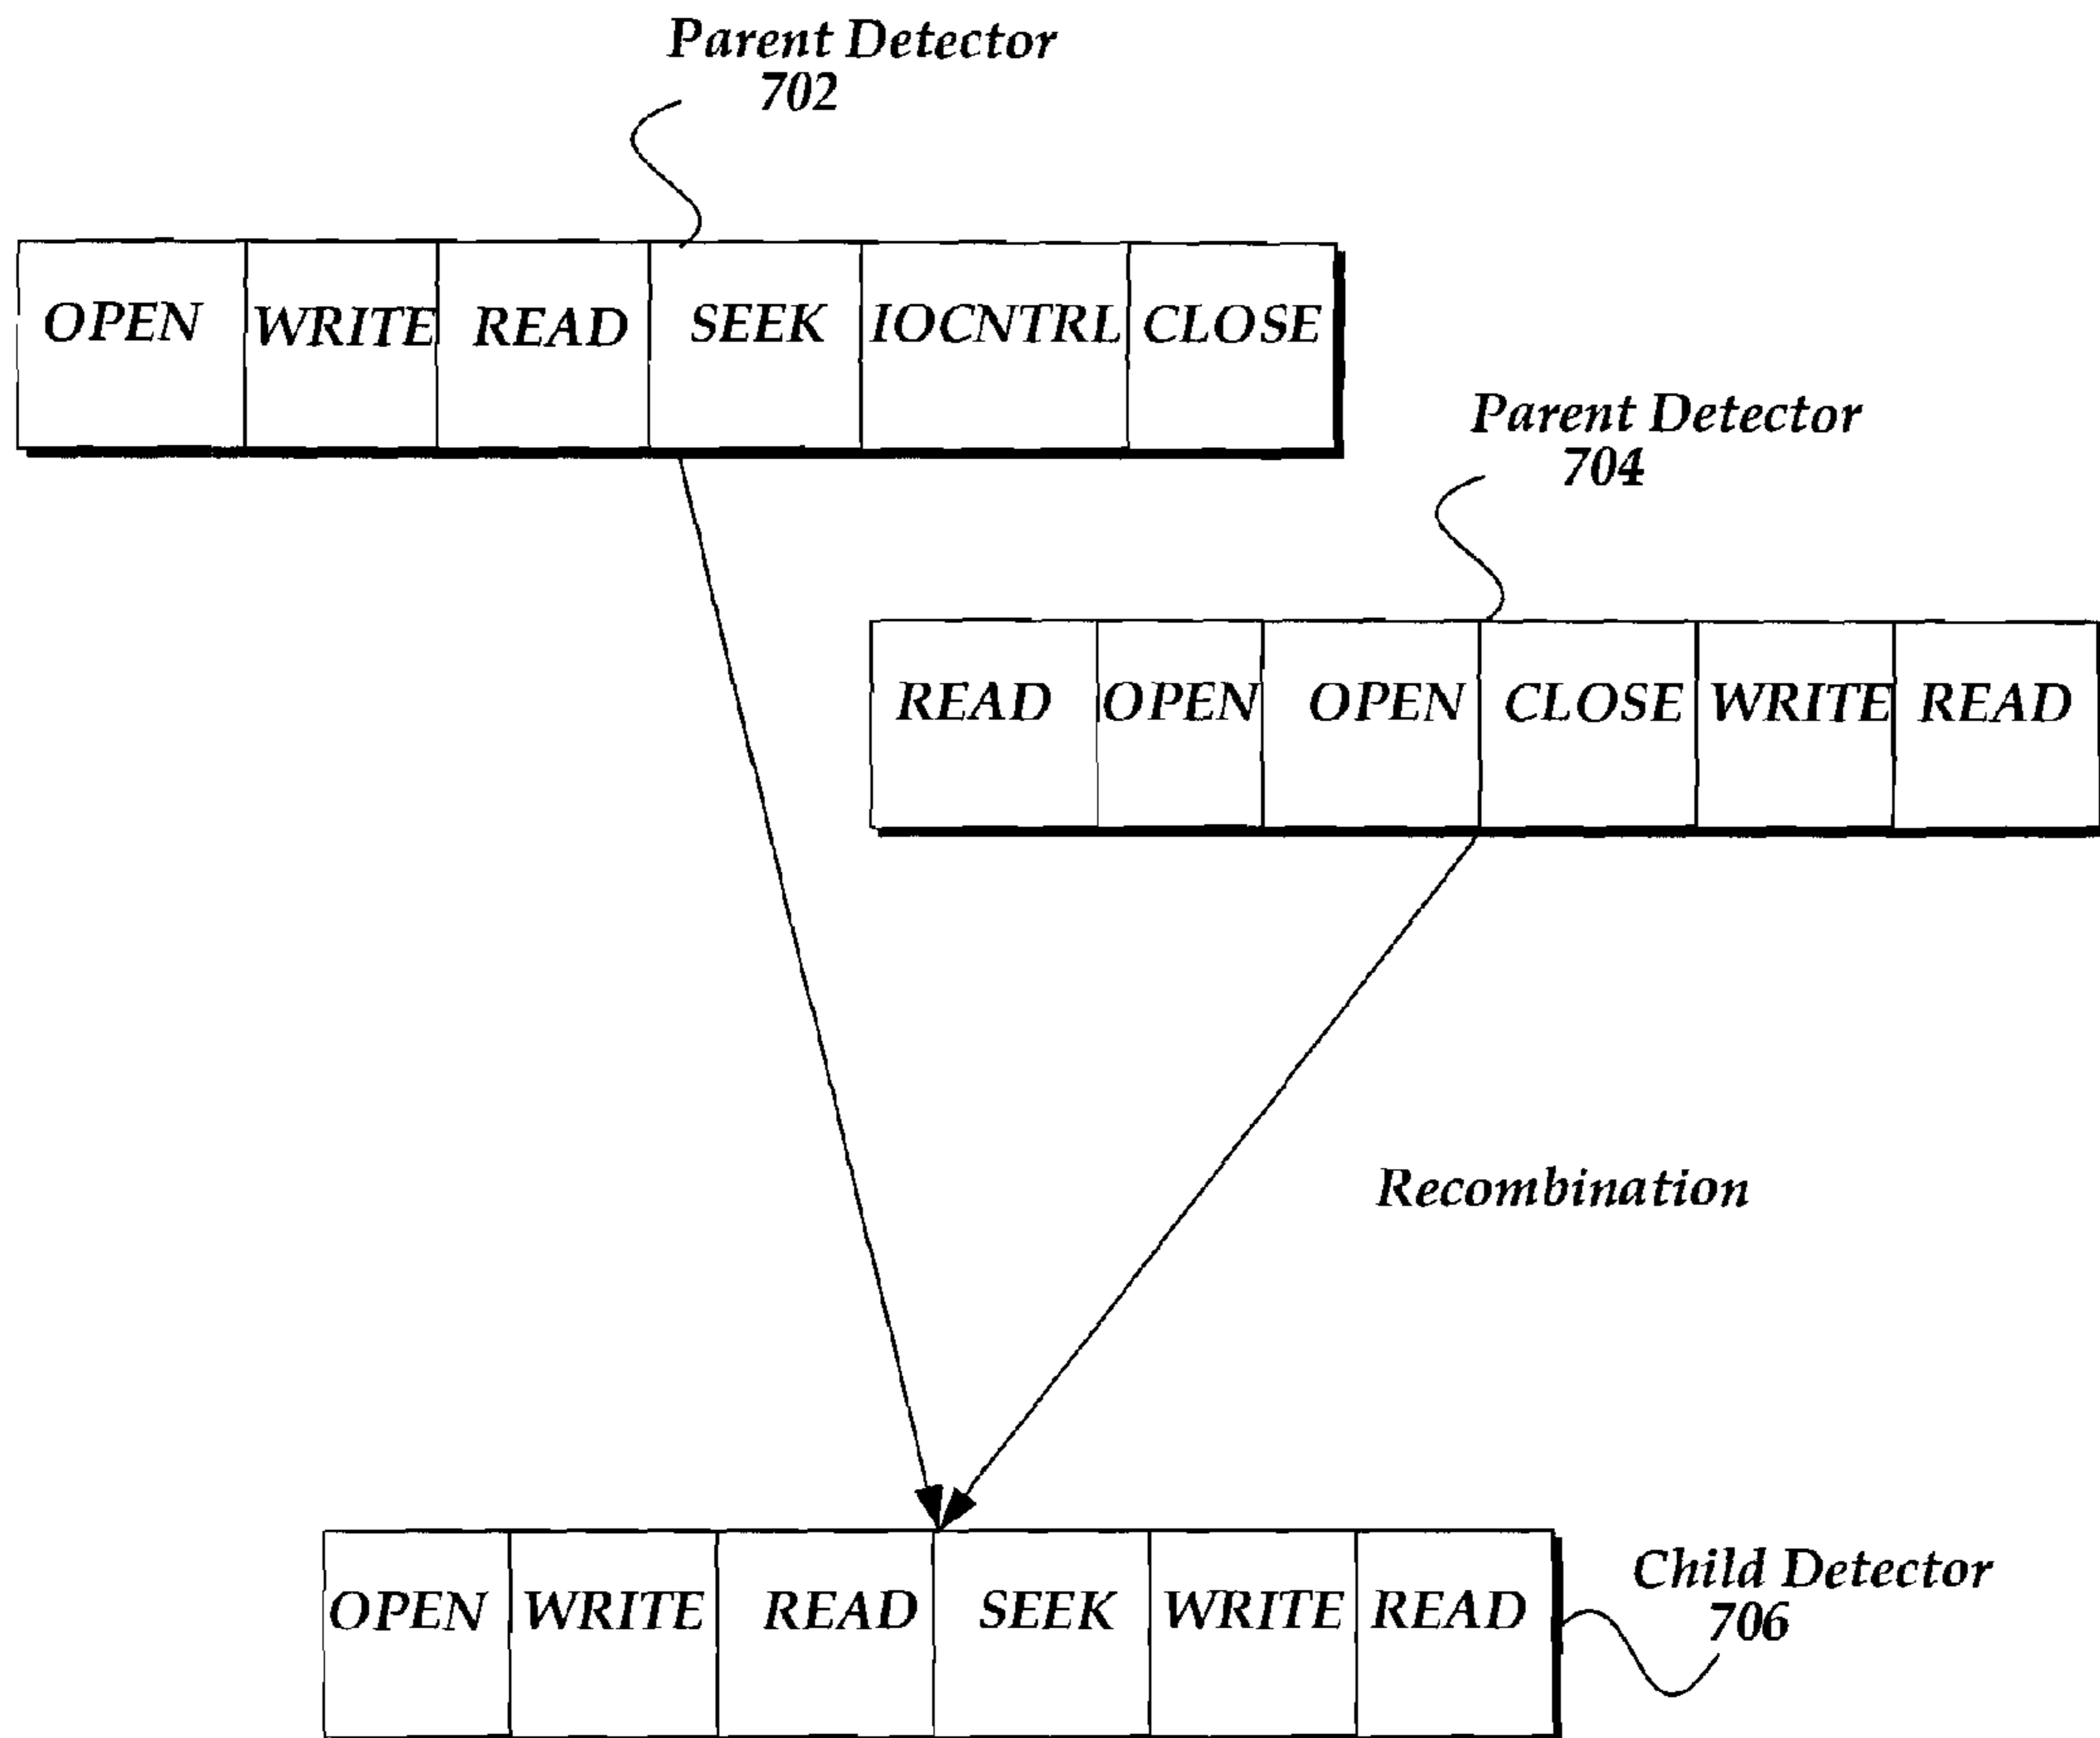 Parent Detector
702
OPEN WRITE READ SEEK IOCNTRL CLOSE
Parent Detector
704
READ OPEN OPEN CLOSE WRITE READ
Recombination
OPEN WRITE READ SEEK WRITE READ
Child Detector
706